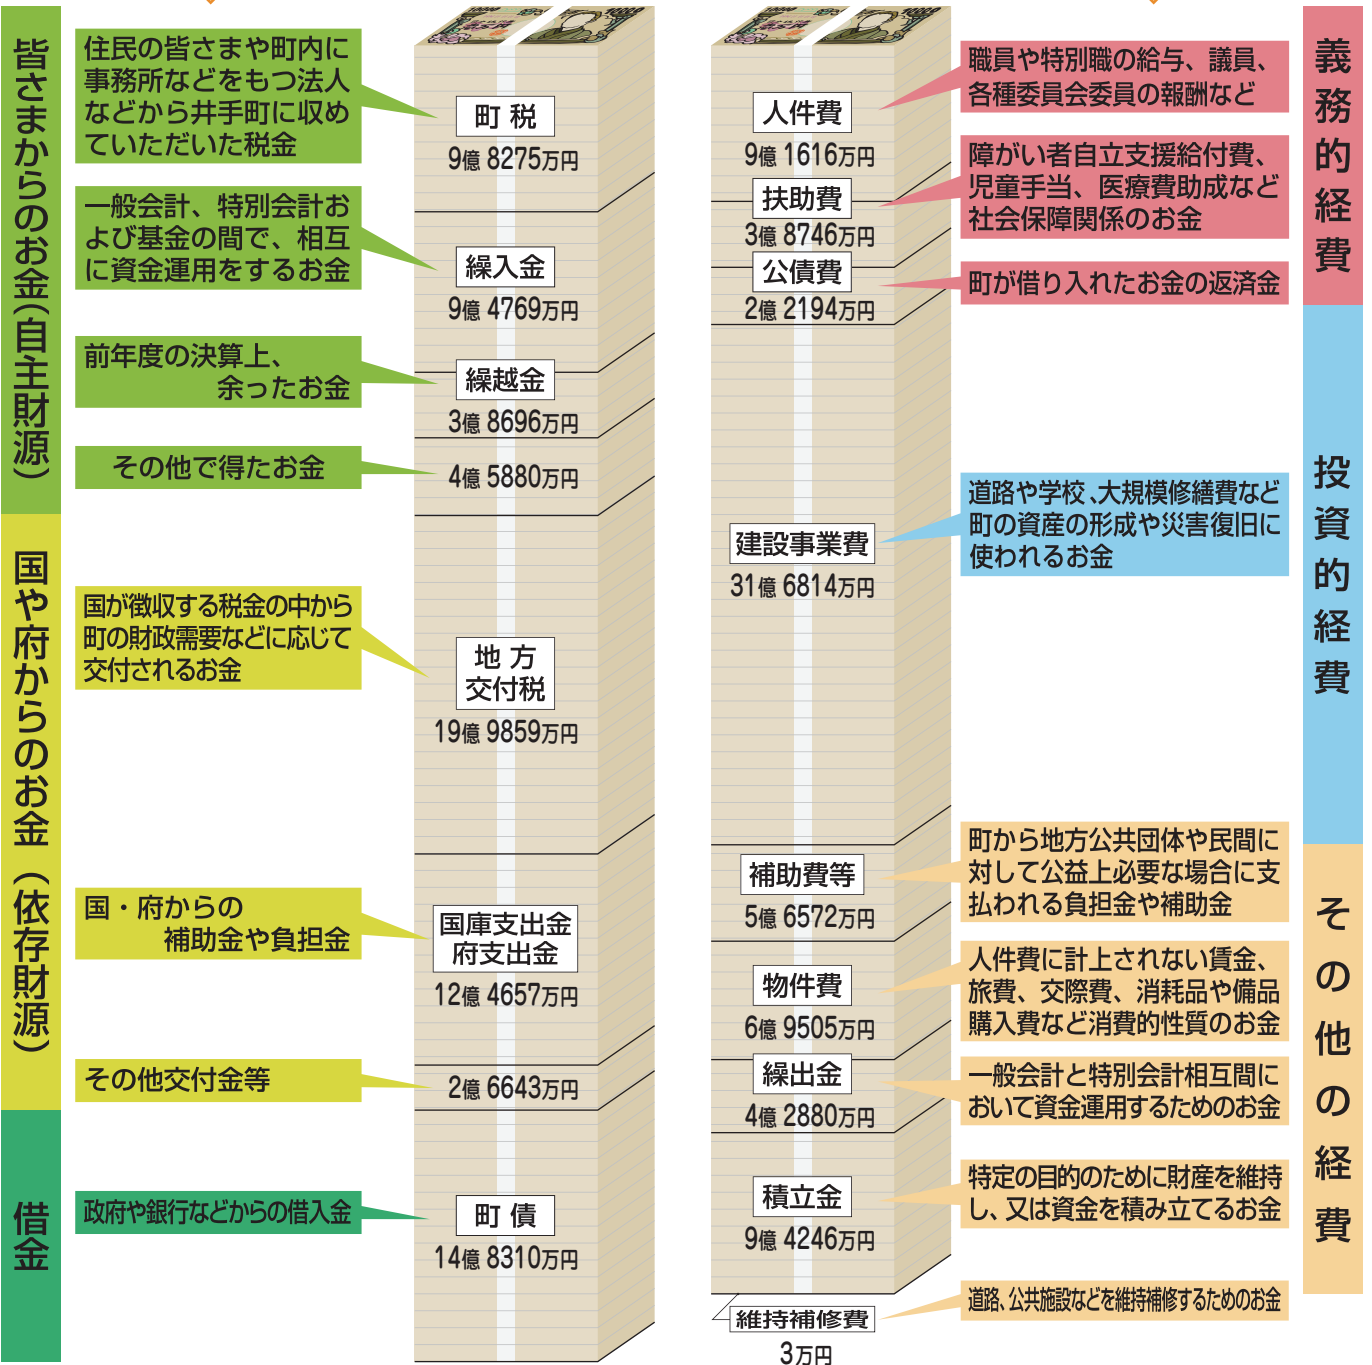 皆さまからのお金(自主財源)
住民の皆さまや町内に
事務所などをもつ法人
などから井手町に収め
ていただいた税金
町 税
9億 8275万円
一般会計、特別会計お
よび基金の間で、相互
に資金運用をするお金
繰入金
9億 4769万円
前年度の決算上、
余ったお金
繰越金
3億 8696万円
その他で得たお金
4億 5880万円
国や府からのお金(依存財源)
国が徴収する税金の中から
町の財政需要などに応じて
交付されるお金
地 方
交付税
19億 9859万円
国・府からの
補助金や負担金
国庫支出金
府支出金
12億 4657万円
その他交付金等
2億 6643万円
借金
政府や銀行などからの借入金
町 債
14億 8310万円
義務的経費
人件費
9億 1616万円
職員や特別職の給与、議員、
各種委員会委員の報酬など
扶助費
3億 8746万円
障がい者自立支援給付費、
児童手当、医療費助成など
社会保障関係のお金
公債費
2億 2194万円
町が借り入れたお金の返済金
投資的経費
建設事業費
31億 6814万円
道路や学校、大規模修繕費など
町の資産の形成や災害復旧に
使われるお金
その他の経費
補助費等
5億 6572万円
町から地方公共団体や民間に
対して公益上必要な場合に支
払われる負担金や補助金
物件費
6億 9505万円
人件費に計上されない賃金、
旅費、交際費、消耗品や備品
購入費など消費的性質のお金
繰出金
4億 2880万円
一般会計と特別会計相互間に
おいて資金運用するためのお金
積立金
9億 4246万円
特定の目的のために財産を維持
し、又は資金を積み立てるお金
維持補修費
3万円
道路、公共施設などを維持補修するためのお金